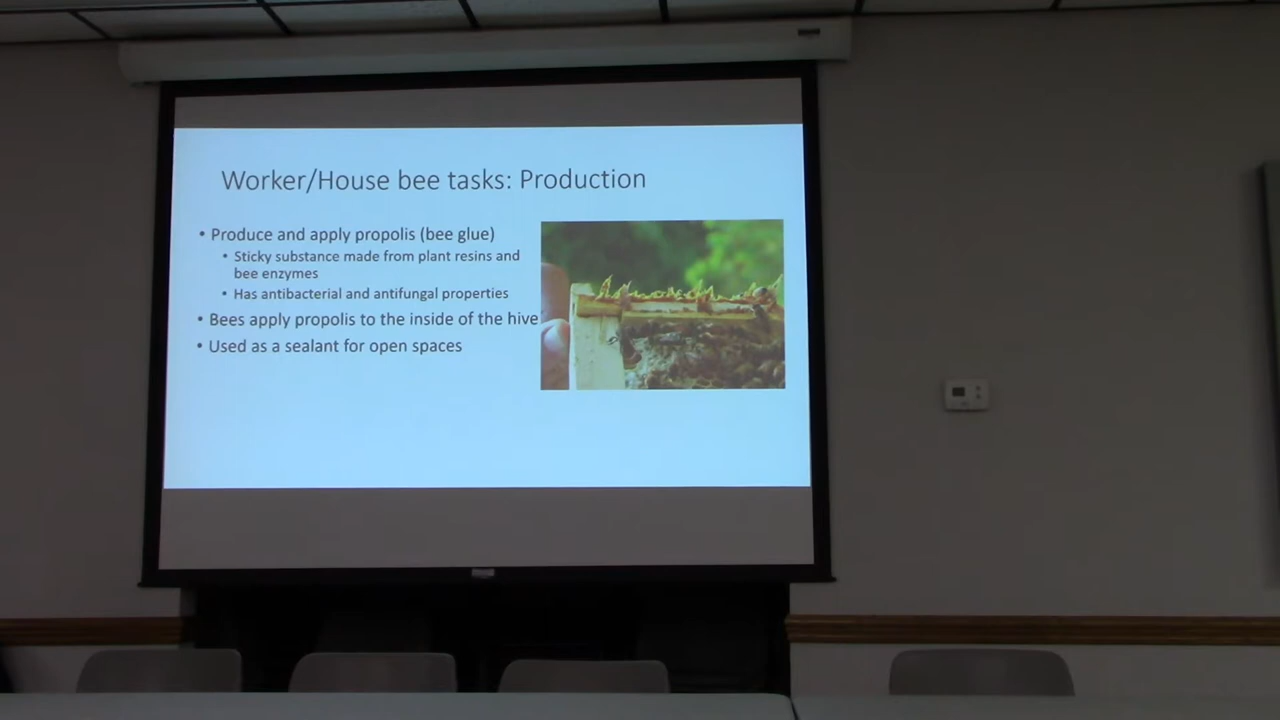 Worker/House bee tasks: Production
• Produce and apply propolis (bee glue)
• Sticky substance made from plant resins and
bee enzymes
• Has antibacterial and antifungal properties
• Bees apply propolis to the inside of the hive
• Used as a sealant for open spaces